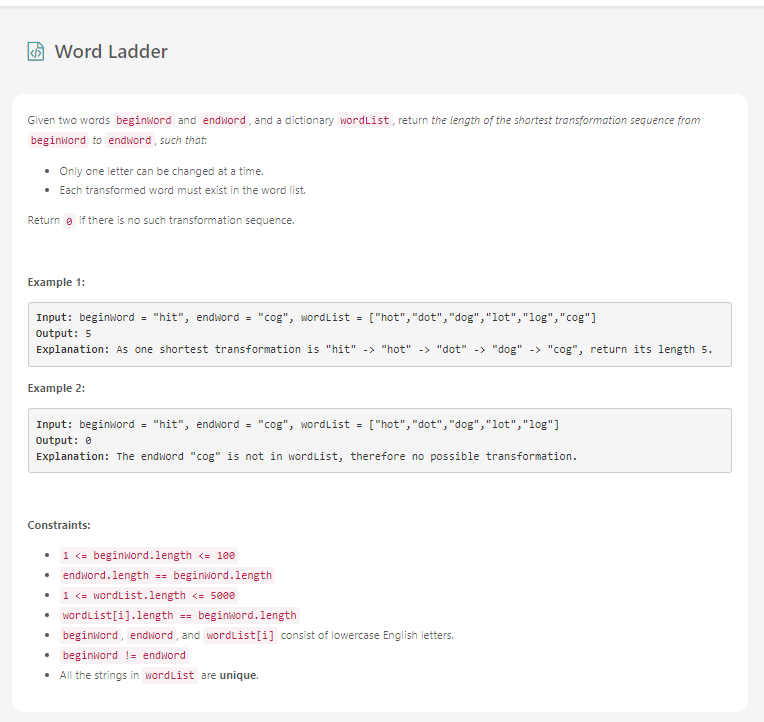 Word Ladder
Given two words beginWord and endWord, and a dictionary wordList, return the length of the shortest transformation sequence from
beginWord to endWord, such that:
• Only one letter can be changed at a time.
• Each transformed word must exist in the word list.
Return 0 if there is no such transformation sequence.
Example 1:
Input: beginWord = "hit", endWord = "cog", wordList = ["hot","dot","dog","lot","log","cog"]
Output: 5
Explanation: As one shortest transformation is "hit" -> "hot" -> "dot" -> "dog" -> "cog", return its length 5.
Example 2:
Input: beginWord = "hit", endWord = "cog", wordList = ["hot","dot","dog","lot","log"]
Output: 0
Explanation: The endWord "cog" is not in wordList, therefore no possible transformation.
Constraints:
• 1 <= beginWord.length <= 100
• endWord.length == beginWord.length
• 1 <= wordList.length <= 5000
• wordList[i].length == beginWord.length
• beginWord, endWord, and wordList[i] consist of lowercase English letters.
• beginWord != endWord
• All the strings in wordList are unique.